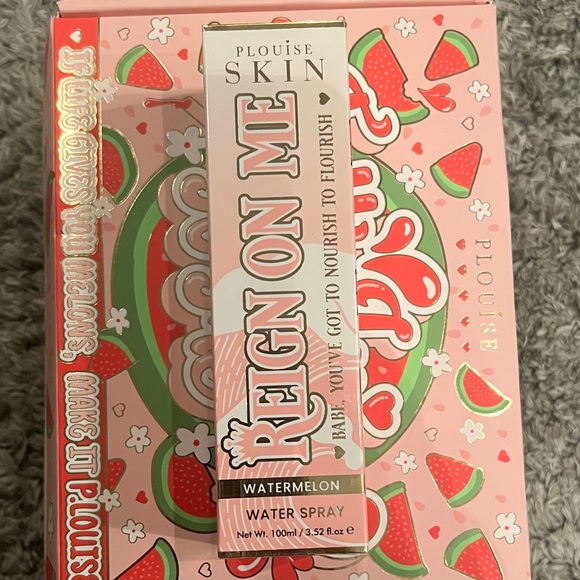 PLOUISE
SKIN
REIGN ON ME
♥ BABE, YOU'VE GOT TO NOURISH TO FLOURISH ♥
WATERMELON
WATER SPRAY
Net Wt. 100ml / 3.52 fl.oz e
IF LIFE GIVES YOU MELONS, MAKE IT P.LOUISE
PLOUISE